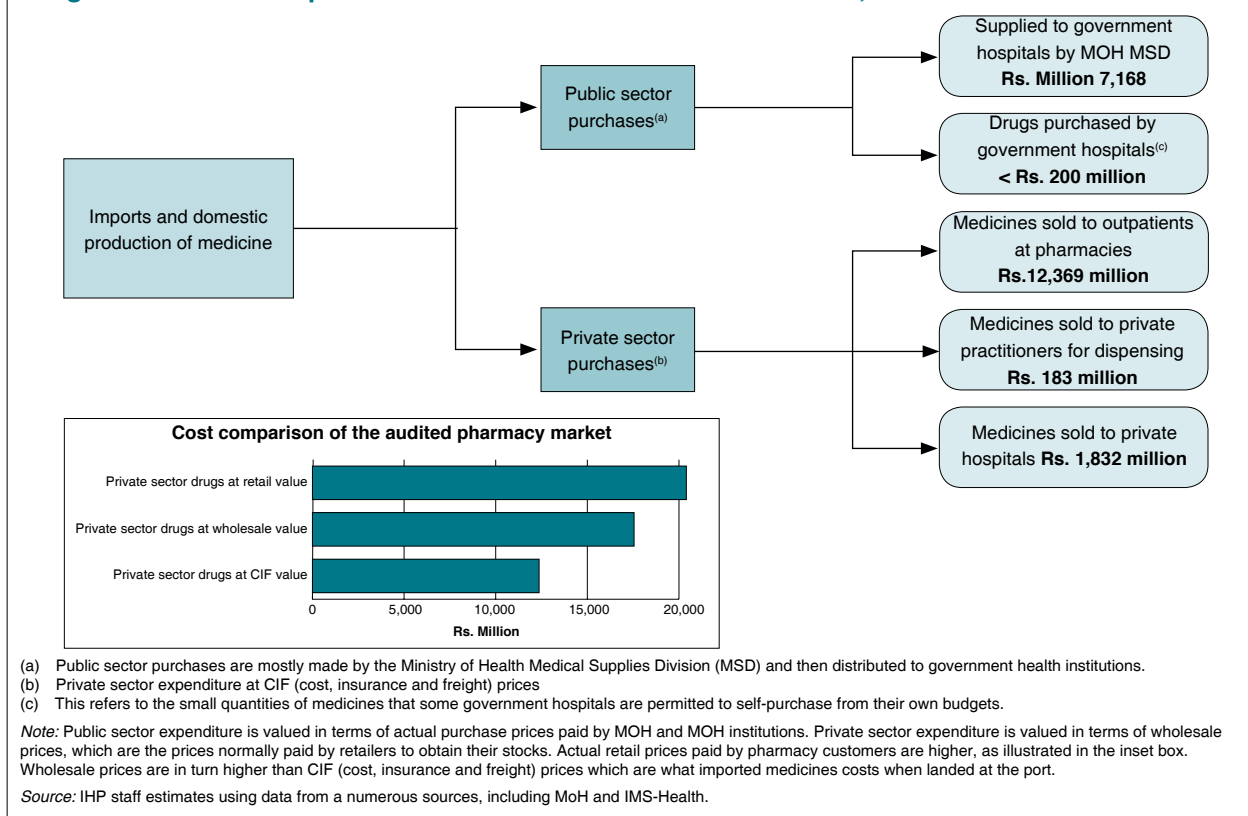 Supplied to government
hospitals by MOH MSD
Rs. Million 7,168
Public sector
purchases(a)
Drugs purchased by
government hospitals(c)
< Rs. 200 million
Imports and domestic
production of medicine
Medicines sold to outpatients
at pharmacies
Rs.12,369 million
Private sector
purchases(b)
Medicines sold to private
practitioners for dispensing
Rs. 183 million
Medicines sold to private
hospitals Rs. 1,832 million
Cost comparison of the audited pharmacy market
Private sector drugs at retail value
Private sector drugs at wholesale value
Private sector drugs at CIF value
0 5,000 10,000 15,000 20,000
Rs. Million
(a) Public sector purchases are mostly made by the Ministry of Health Medical Supplies Division (MSD) and then distributed to government health institutions.
(b) Private sector expenditure at CIF (cost, insurance and freight) prices
(c) This refers to the small quantities of medicines that some government hospitals are permitted to self-purchase from their own budgets.
Note: Public sector expenditure is valued in terms of actual purchase prices paid by MOH and MOH institutions. Private sector expenditure is valued in terms of wholesale
prices, which are the prices normally paid by retailers to obtain their stocks. Actual retail prices paid by pharmacy customers are higher, as illustrated in the inset box.
Wholesale prices are in turn higher than CIF (cost, insurance and freight) prices which are what imported medicines costs when landed at the port.
Source: IHP staff estimates using data from a numerous sources, including MoH and IMS-Health.